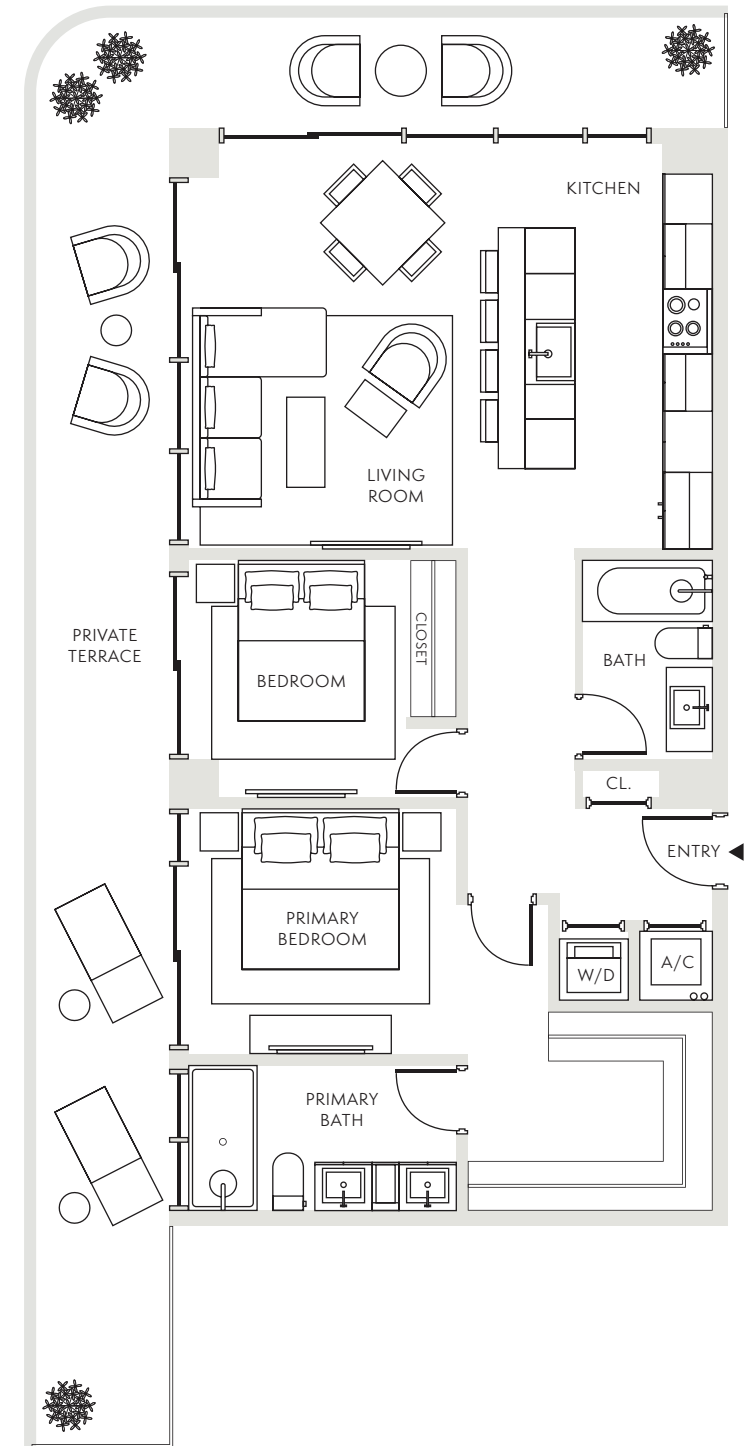 KITCHEN
LIVING
ROOM
PRIVATE
TERRACE
BEDROOM
CLOSET
BATH
CL.
ENTRY
PRIMARY
BEDROOM
W/D
A/C
PRIMARY
BATH